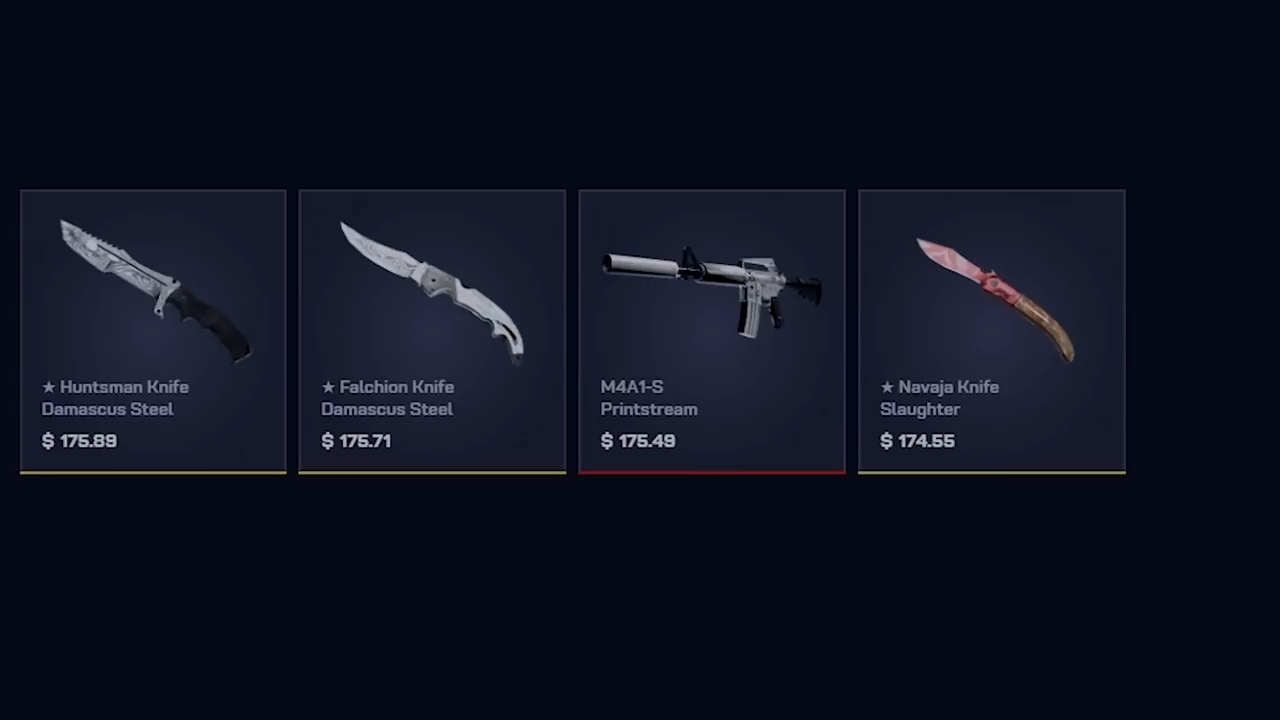 ★ Huntsman Knife
Damascus Steel
$ 175.89
★ Falchion Knife
Damascus Steel
$ 175.71
M4A1-S
Printstream
$ 175.49
★ Navaja Knife
Slaughter
$ 174.55